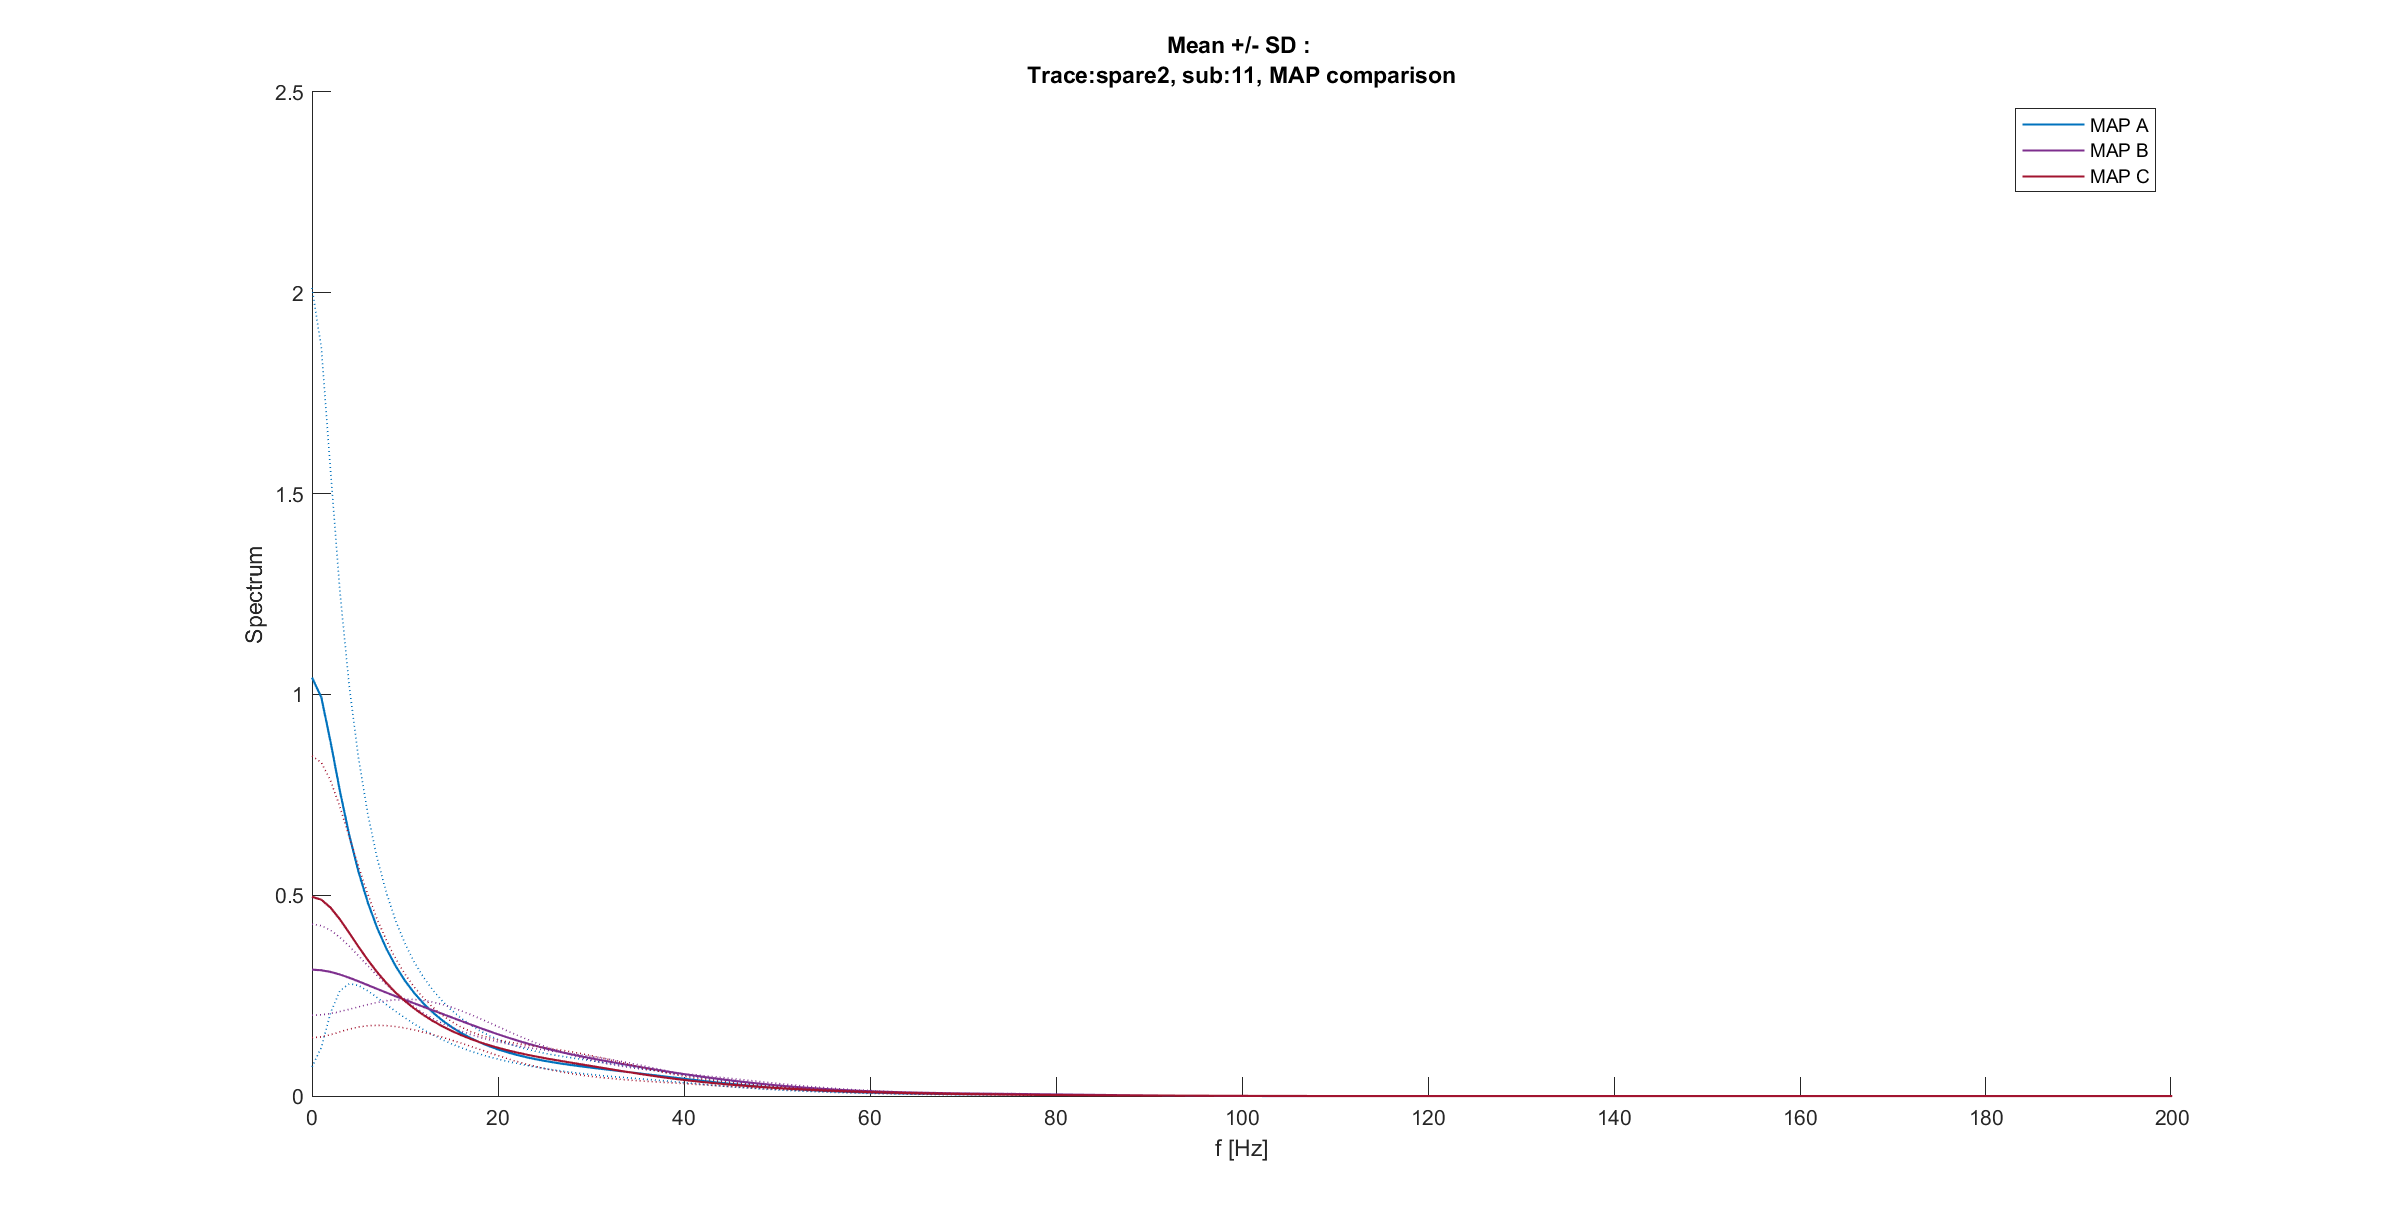 Mean +/- SD :
Trace:spare2, sub:11, MAP comparison
2.5
2
1.5
1
0.5
0
Spectrum
MAP A
MAP B
MAP C
0 20 40 60 80 100 120 140 160 180 200
f [Hz]